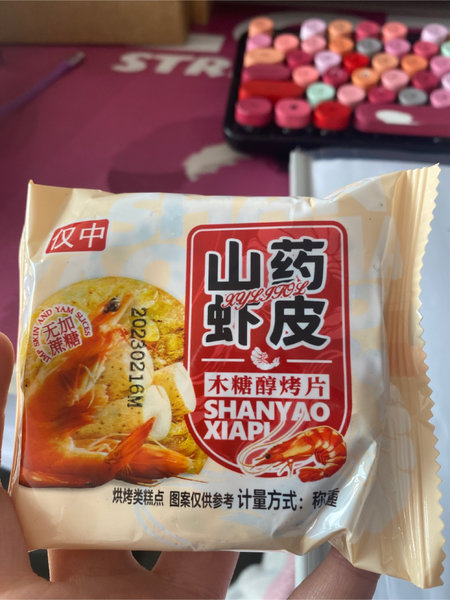 STR
仅中
山药
XYLITOL
虾皮
SKIN AND YAM SLICES
无加
蔗糖
20230216M
木糖醇烤片
SHANYAO
XIAPI
烘烤类糕点 图案仅供参考 计量方式：称重